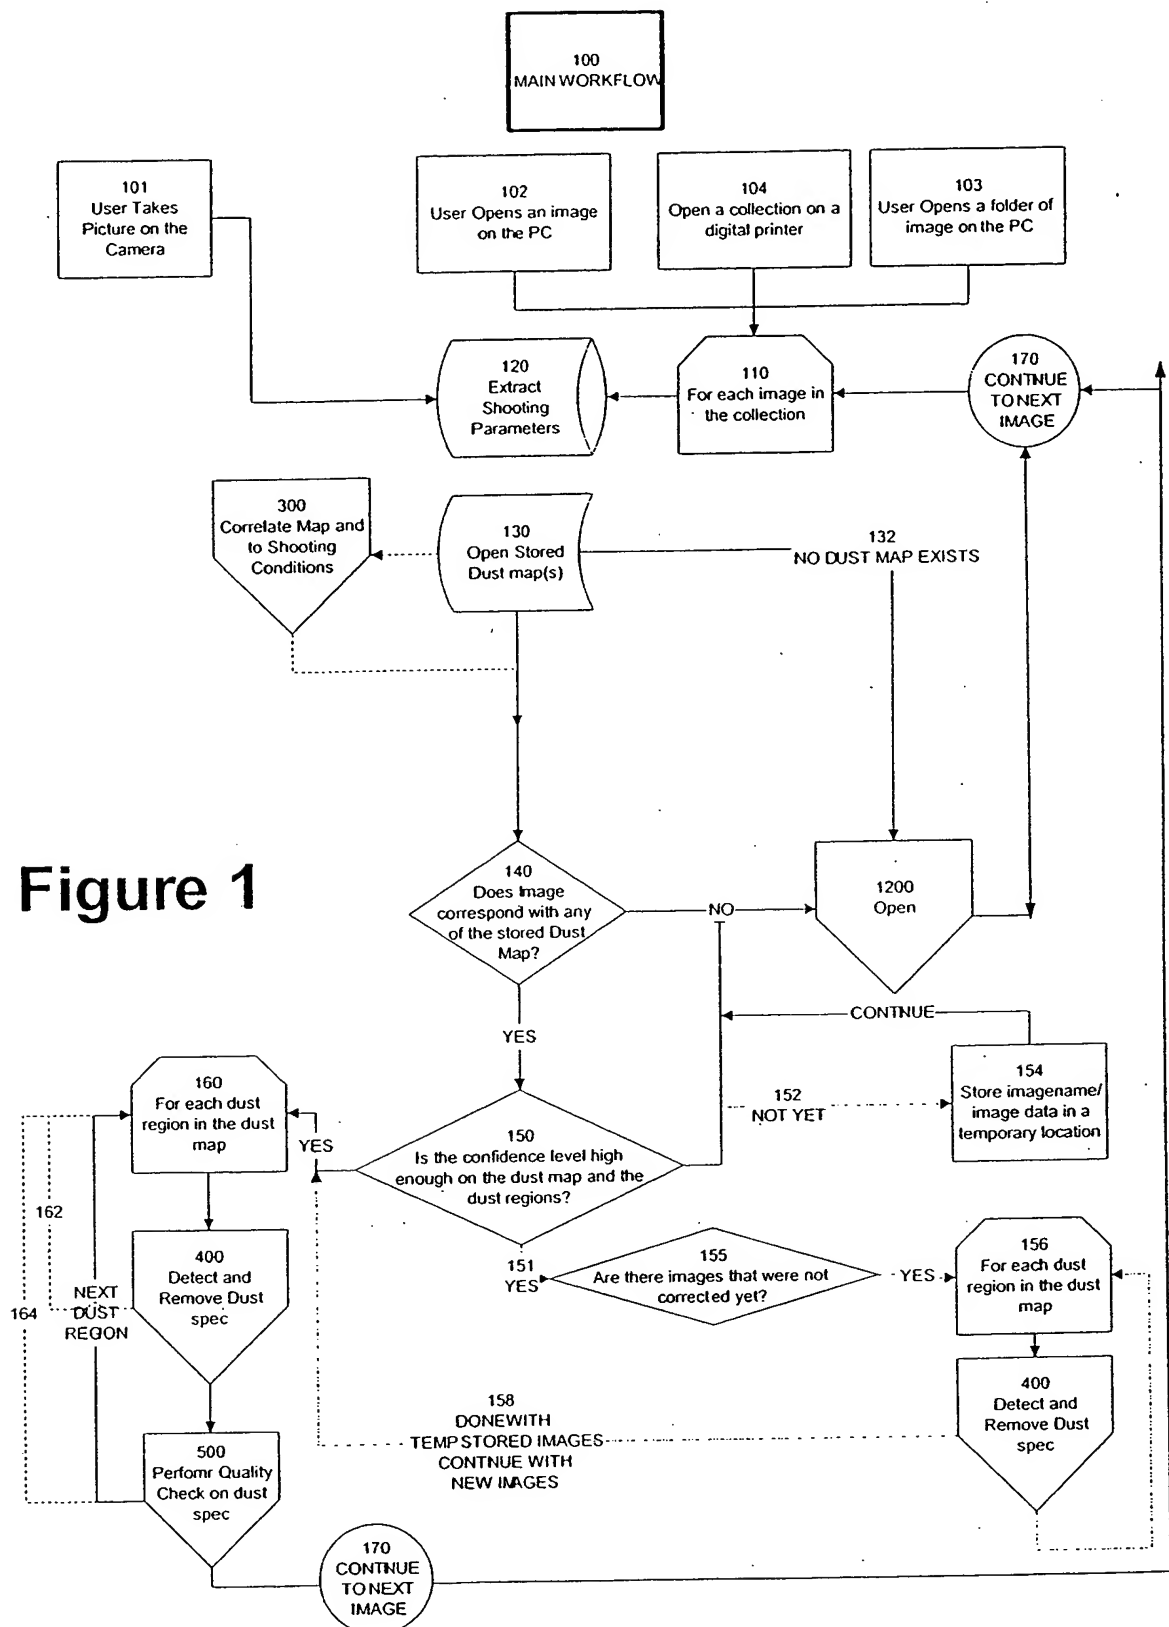 100
MAIN WORKFLOW
101
User Takes
Picture on the
Camera
102
User Opens an image
on the PC
104
Open a collection on a
digital printer
103
User Opens a folder of
image on the PC
120
Extract
Shooting
Parameters
110
For each image in
the collection
170
CONTNUE
TO NEXT
IMAGE
300
Correlate Map and
to Shooting
Conditions
130
Open Stored
Dust map(s)
132
NO DUST MAP EXISTS
Figure 1
140
Does Image
correspond with any
of the stored Dust
Map?
NO
1200
Open
YES
CONTNUE
160
For each dust
region in the dust
map
YES
150
Is the confidence level high
enough on the dust map and the
dust regions?
152
NOT YET
154
Store imagename/
image data in a
temporary location
162
164
NEXT
DUST
REGION
400
Detect and
Remove Dust
spec
151
YES
155
Are there images that were not
corrected yet?
YES
156
For each dust
region in the dust
map
158
DONEWITH
TEMPSTORED IMAGES
CONTNUE WITH
NEW IMAGES
400
Detect and
Remove Dust
spec
500
Perfomr Quality
Check on dust
spec
170
CONTNUE
TO NEXT
IMAGE